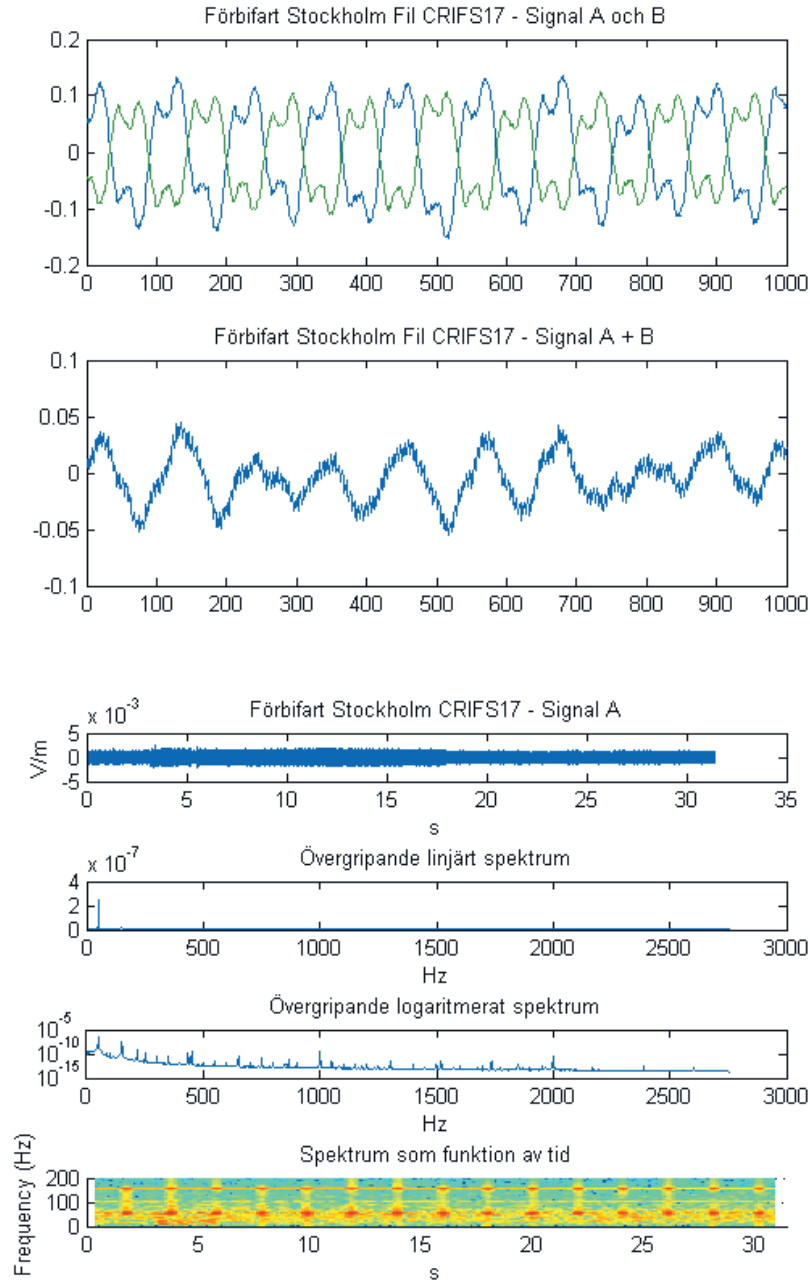 Förbifart Stockholm Fil CRIFS17 - Signal A och B
0.2
0.1
0
-0.1
-0.2
0 100 200 300 400 500 600 700 800 900 1000
Förbifart Stockholm Fil CRIFS17 - Signal A + B
0.1
0.05
0
-0.05
-0.1
0 100 200 300 400 500 600 700 800 900 1000
x 10^-3 Förbifart Stockholm CRIFS17 - Signal A
V/m
5
0
-5
0 5 10 15 20 25 30 35
s
x 10^-7 Övergripande linjärt spektrum
4
2
0
0 500 1000 1500 2000 2500 3000
Hz
Övergripande logaritmerat spektrum
10^-5
10^-10
10^-15
0 500 1000 1500 2000 2500 3000
Hz
Spektrum som funktion av tid
Frequency (Hz)
200
100
0
0 5 10 15 20 25 30
s